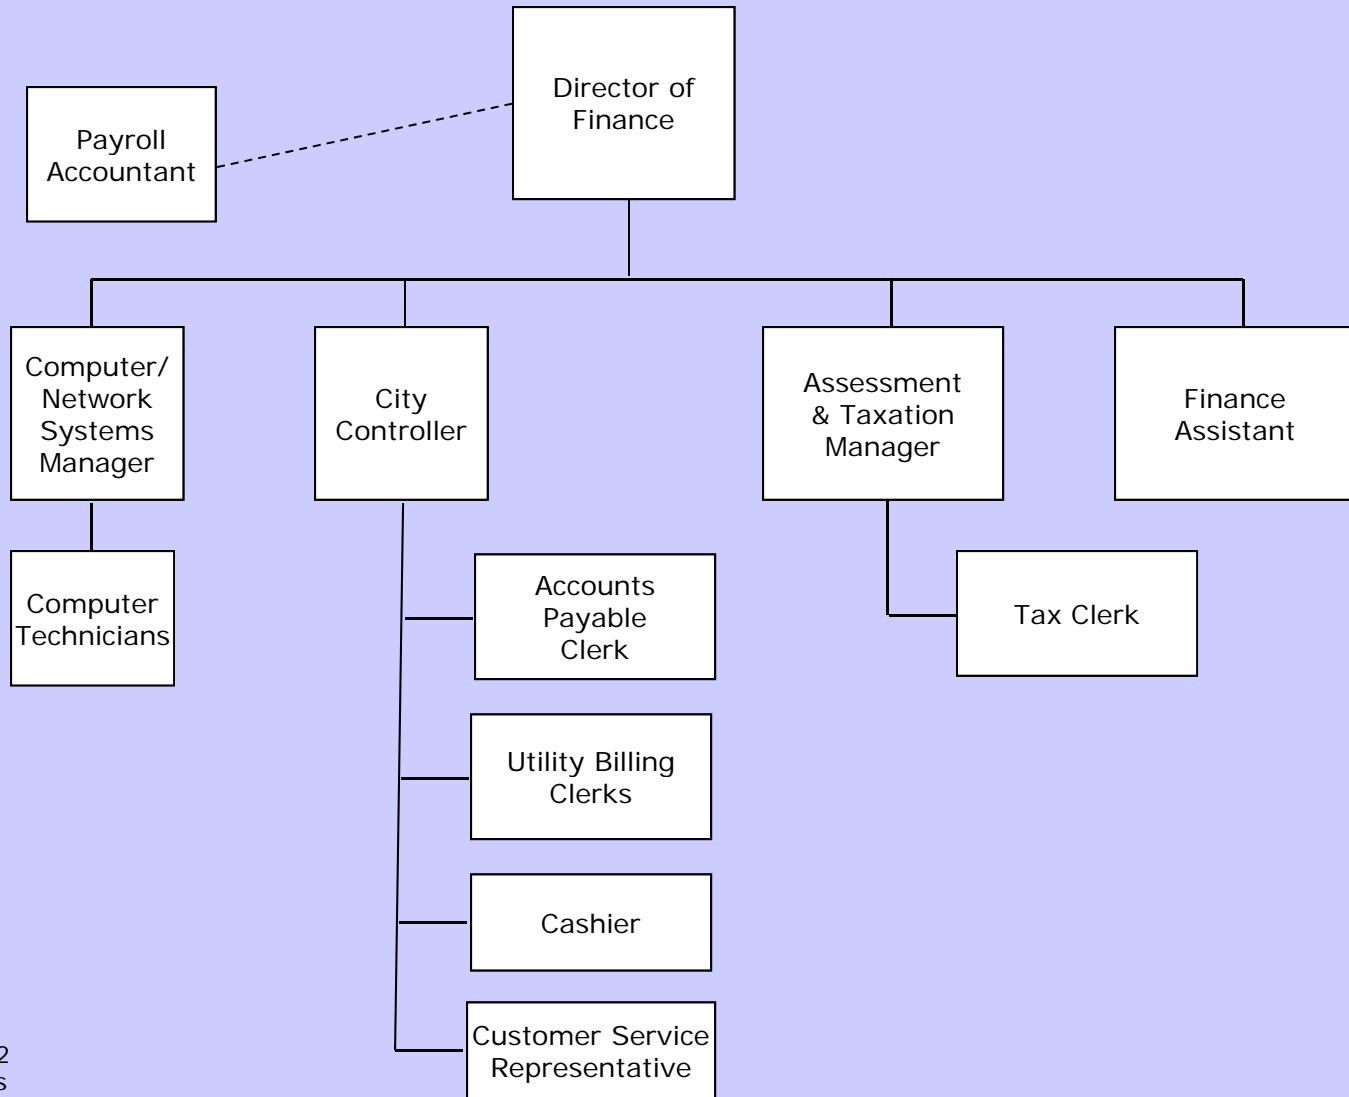 Director of
Finance
Payroll
Accountant
Computer/
Network
Systems
Manager
City
Controller
Assessment
& Taxation
Manager
Finance
Assistant
Computer
Technicians
Accounts
Payable
Clerk
Tax Clerk
Utility Billing
Clerks
Cashier
Customer Service
Representative
2
s